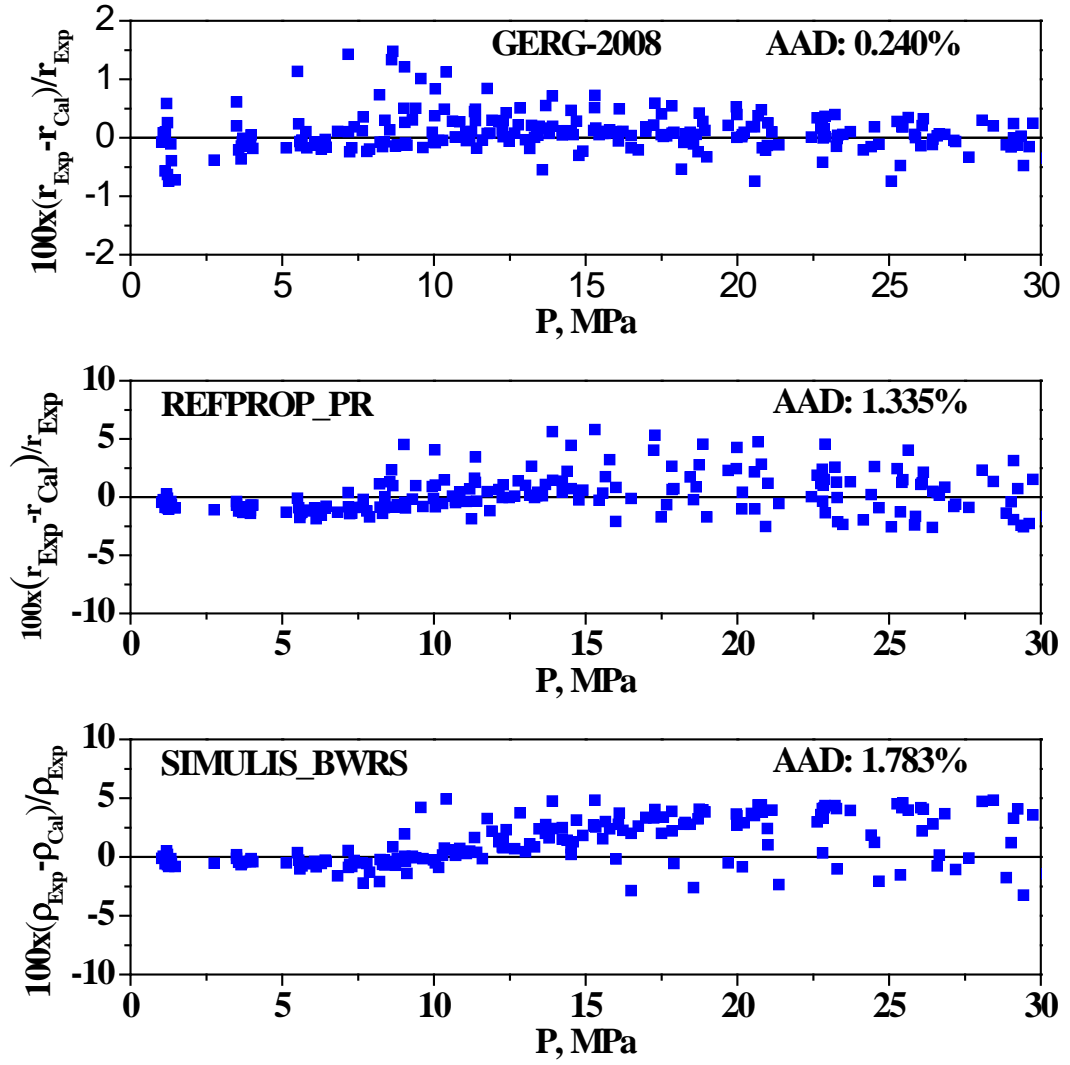 GERG-2008 AAD: 0.240%
100x(r_Exp-r_Cal)/r_Exp
2
1
0
-1
-2
0 5 10 15 20 25 30
P, MPa
REFPROP_PR AAD: 1.335%
100x(r_Exp-r_Cal)/r_Exp
10
5
0
-5
-10
0 5 10 15 20 25 30
P, MPa
SIMULIS_BWRS AAD: 1.783%
100x(ρ_Exp-ρ_Cal)/ρ_Exp
10
5
0
-5
-10
0 5 10 15 20 25 30
P, MPa